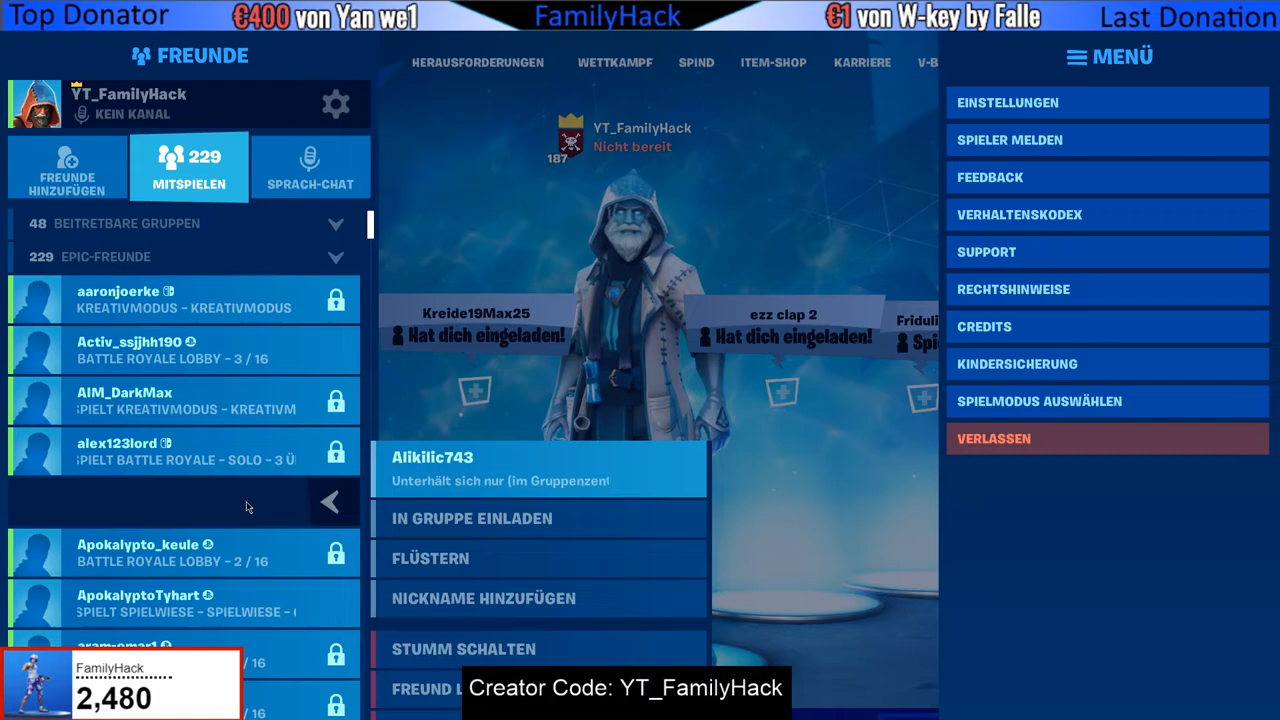 Top Donator
€400 von Yan we1
FamilyHack
€1 von W-key by Falle
Last Donation
FREUNDE
YT_FamilyHack
KEIN KANAL
FREUNDE
HINZUFÜGEN
229
MITSPIELEN
SPRACH-CHAT
48 BEITRETBARE GRUPPEN
229 EPIC-FREUNDE
aaronjoerke
KREATIVMODUS – KREATIVMODUS
Activ_ssjjhh190
BATTLE ROYALE LOBBY – 3 / 16
AIM_DarkMax
SPIELT KREATIVMODUS – KREATIVM
alex123lord
SPIELT BATTLE ROYALE – SOLO – 3 Ü
Apokalypto_keule
BATTLE ROYALE LOBBY – 2 / 16
ApokalyptoTyhart
SPIELT SPIELWIESE – SPIELWIESE –
/ 16
/ 16
FamilyHack
2,480
HERAUSFORDERUNGEN
WETTKAMPF
SPIND
ITEM-SHOP
KARRIERE
V-B
YT_FamilyHack
Nicht bereit
187
Kreide19Max25
Hat dich eingeladen!
ezz clap 2
Hat dich eingeladen!
Friduli
Spi
Alikilic743
Unterhält sich nur (im Gruppenzent
IN GRUPPE EINLADEN
FLÜSTERN
NICKNAME HINZUFÜGEN
STUMM SCHALTEN
FREUND L
Creator Code: YT_FamilyHack
MENÜ
EINSTELLUNGEN
SPIELER MELDEN
FEEDBACK
VERHALTENSKODEX
SUPPORT
RECHTSHINWEISE
CREDITS
KINDERSICHERUNG
SPIELMODUS AUSWÄHLEN
VERLASSEN